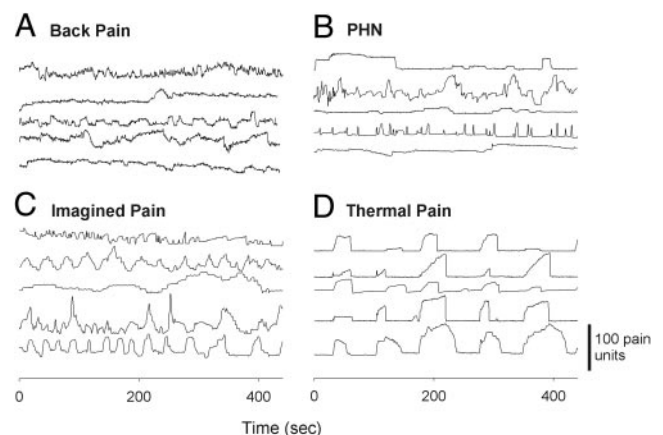 A Back Pain
B PHN
C Imagined Pain
D Thermal Pain
100 pain
units
0 200 400
0 200 400
Time (sec)